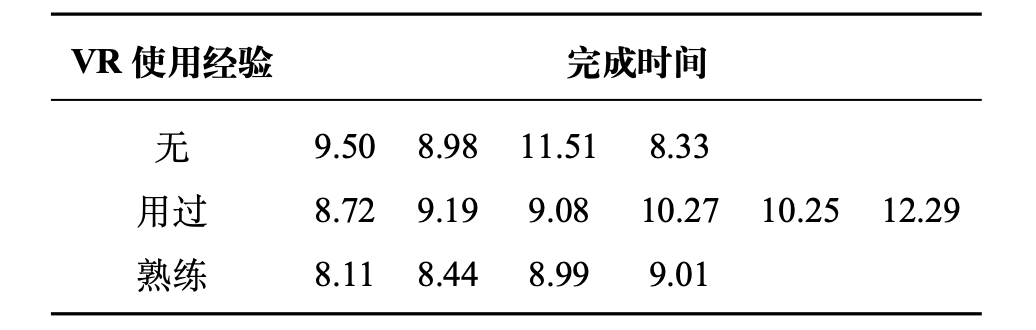 VR 使用经验 完成时间
无 9.50 8.98 11.51 8.33
用过 8.72 9.19 9.08 10.27 10.25 12.29
熟练 8.11 8.44 8.99 9.01